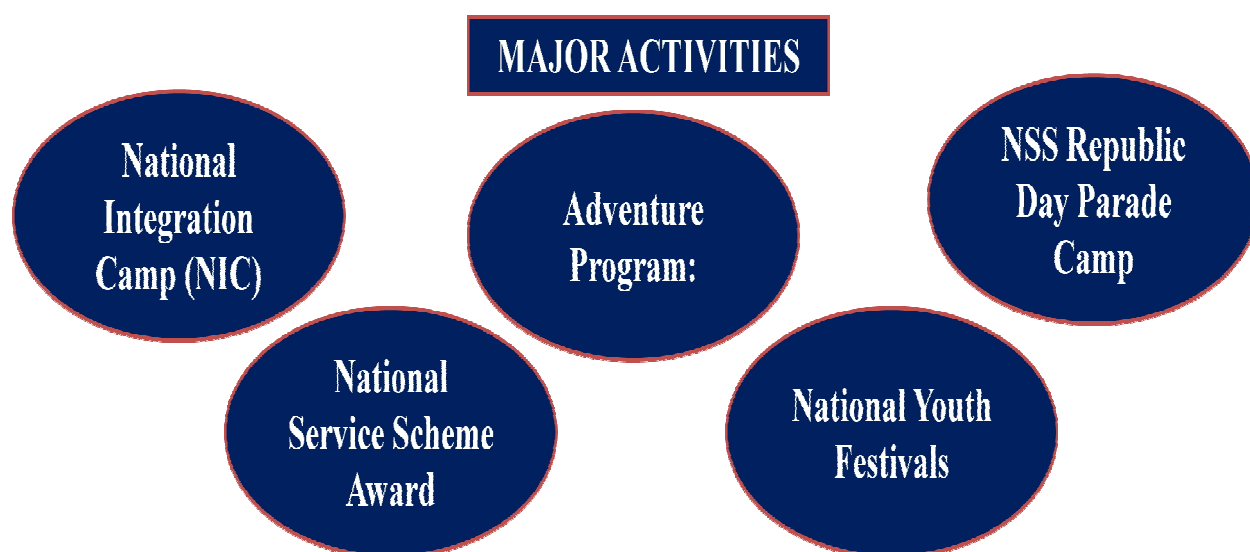 MAJOR ACTIVITIES
National
Integration
Camp (NIC)
Adventure
Program:
NSS Republic
Day Parade
Camp
National
Service Scheme
Award
National Youth
Festivals